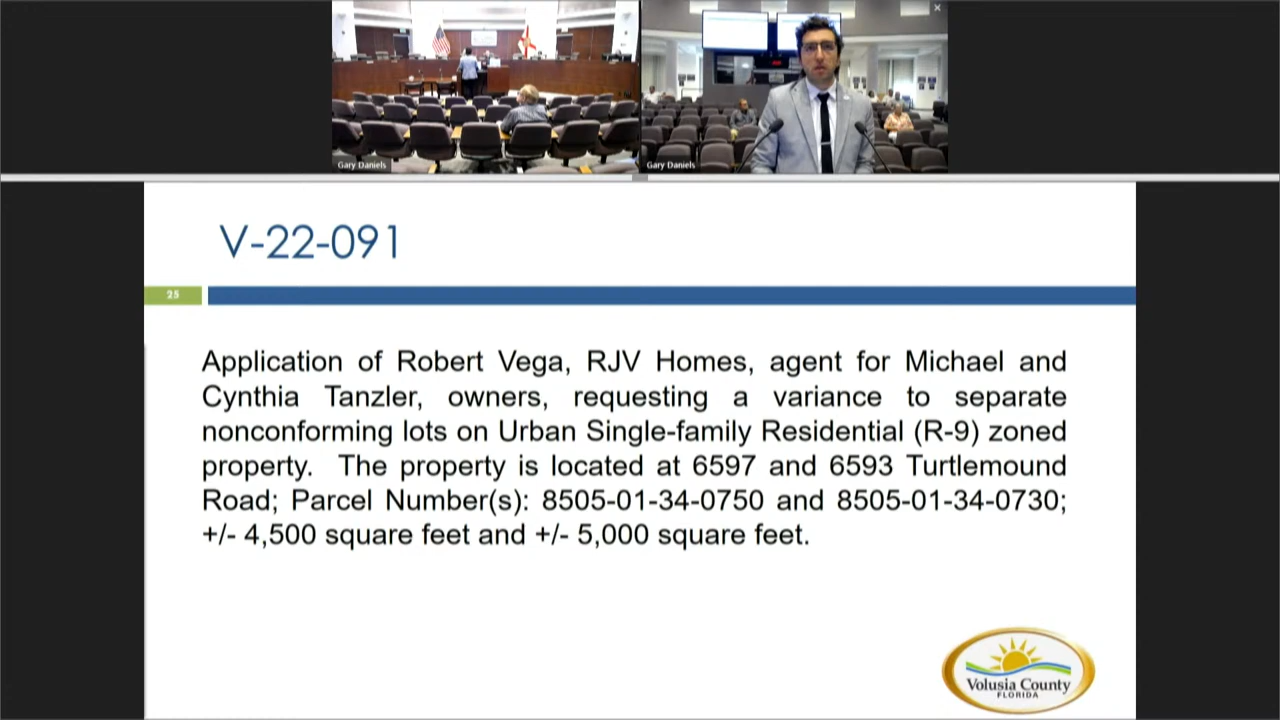 Gary Daniels
Gary Daniels
V-22-091
25
Application of Robert Vega, RJV Homes, agent for Michael and
Cynthia Tanzler, owners, requesting a variance to separate
nonconforming lots on Urban Single-family Residential (R-9) zoned
property. The property is located at 6597 and 6593 Turtlemound
Road; Parcel Number(s): 8505-01-34-0750 and 8505-01-34-0730;
+/- 4,500 square feet and +/- 5,000 square feet.
Volusia County
FLORIDA